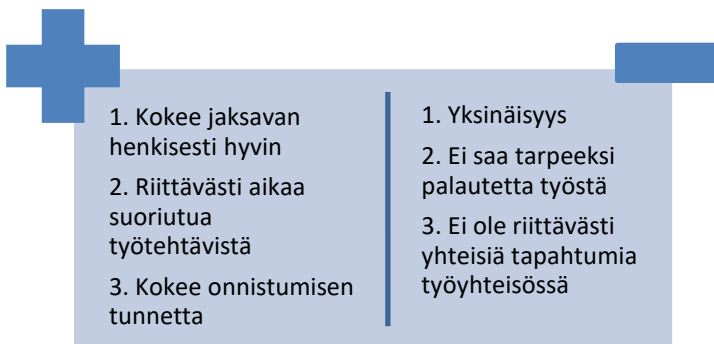 1. Kokee jaksavan
henkisesti hyvin
2. Riittävästi aikaa
suoriutua
työtehtävistä
3. Kokee onnistumisen
tunnetta
1. Yksinäisyys
2. Ei saa tarpeeksi
palautetta työstä
3. Ei ole riittävästi
yhteisiä tapahtumia
työyhteisössä